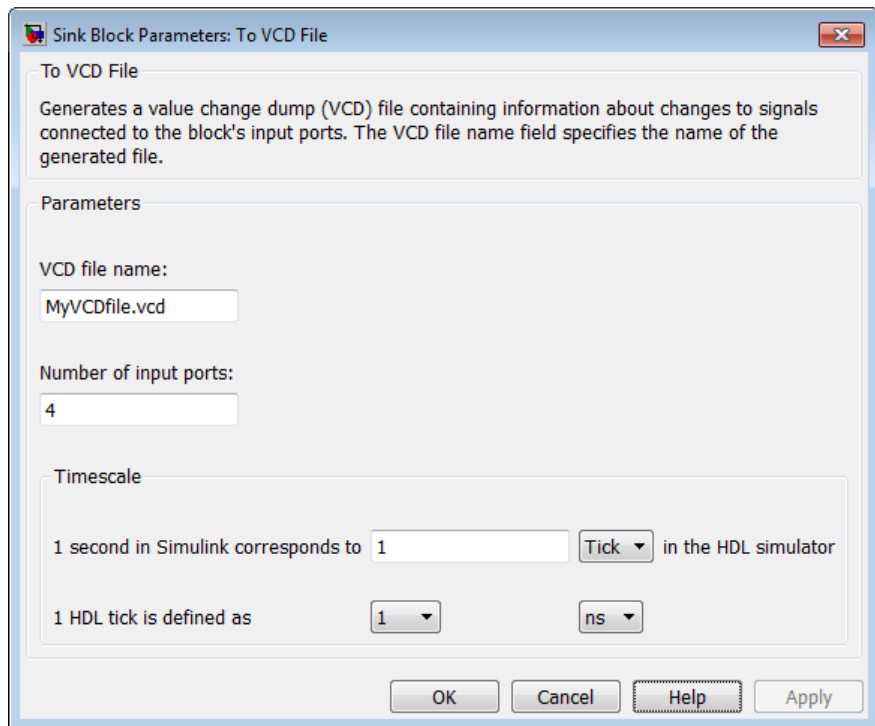 Sink Block Parameters: To VCD File
To VCD File
Generates a value change dump (VCD) file containing information about changes to signals
connected to the block's input ports. The VCD file name field specifies the name of the
generated file.
Parameters
VCD file name:
MyVCDfile.vcd
Number of input ports:
4
Timescale
1 second in Simulink corresponds to 1 Tick in the HDL simulator
1 HDL tick is defined as 1 ns
OK Cancel Help Apply